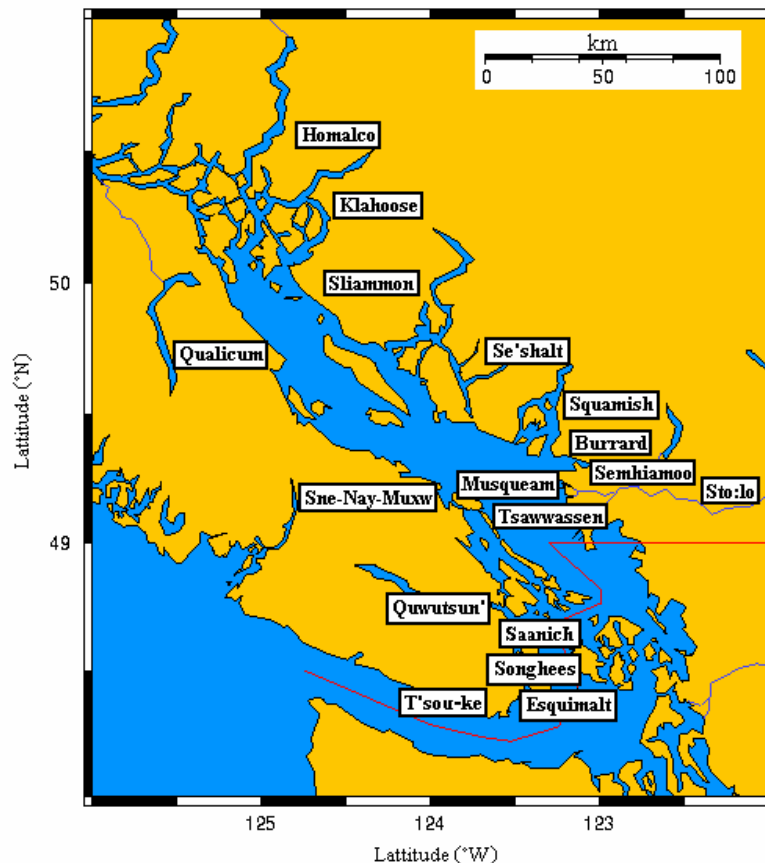 km
0 50 100
Homalco
Klahoose
50
Sliammon
Qualicum
Se'shalt
Squamish
Burrard
Semhiamoo
Musqueam
Sto:lo
Sne-Nay-Muxw
Tsawwassen
49
Quwutsun'
Saanich
Songhees
T'sou-ke
Esquimalt
Lattitude (°N)
125 124 123
Lattitude (°W)